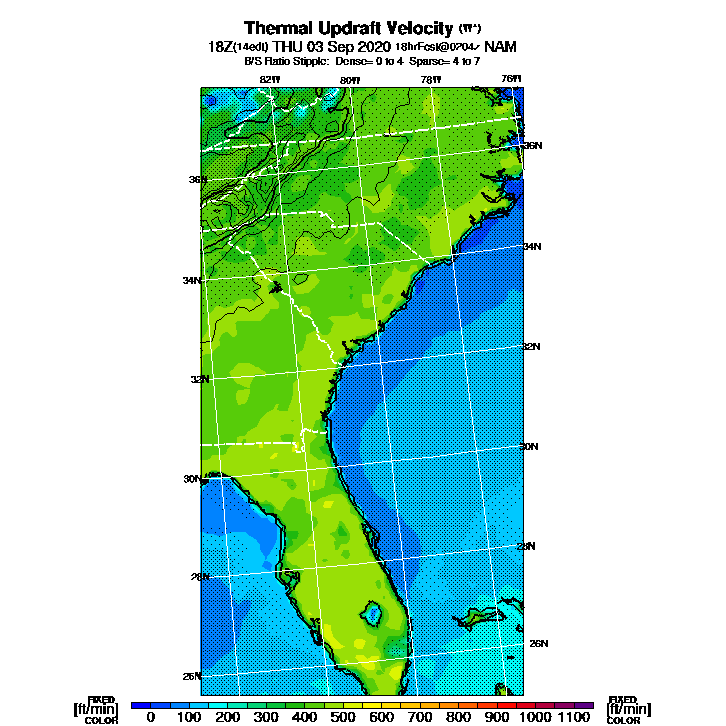 Thermal Updraft Velocity (W*)
18Z(14edt) THU 03 Sep 2020 18hrFcst@0204z NAM
B/S Ratio Stipple: Dense= 0 to 4 Sparse= 4 to 7
82W 80W 78W 76W
36N
36N
34N
34N
32N
32N
30N
30N
28N
28N
26N
26N
FIXED FIXED
[ft/min] 0 100 200 300 400 500 600 700 800 900 1000 1100 [ft/min]
COLOR COLOR